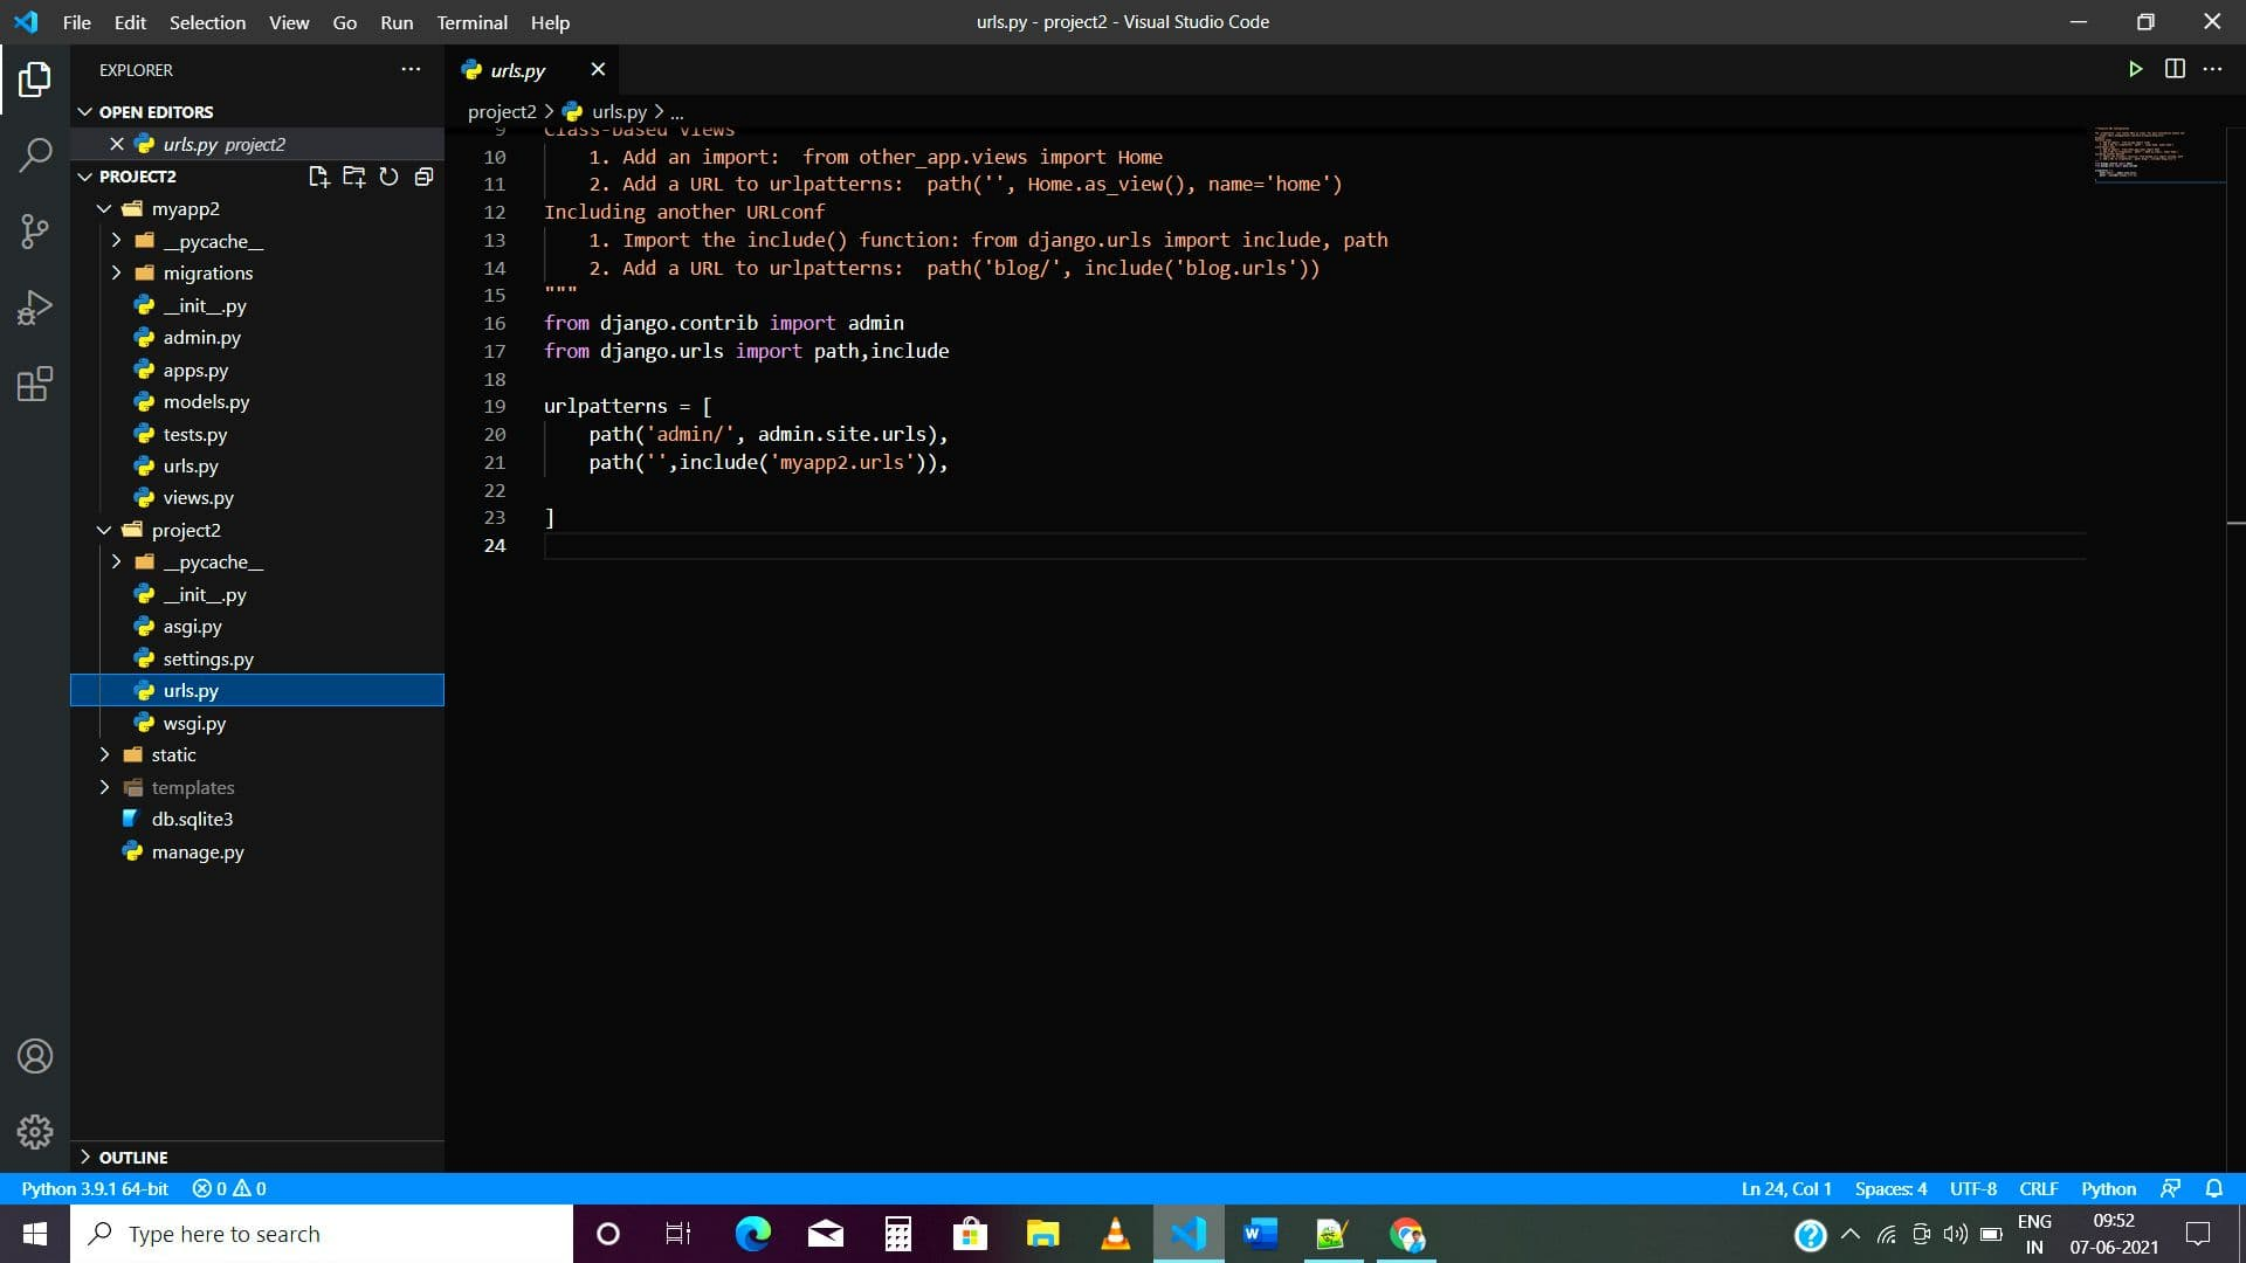 File Edit Selection View Go Run Terminal Help
urls.py - project2 - Visual Studio Code
EXPLORER
OPEN EDITORS
urls.py project2
PROJECT2
myapp2
__pycache__
migrations
__init__.py
admin.py
apps.py
models.py
tests.py
urls.py
views.py
project2
__pycache__
__init__.py
asgi.py
settings.py
urls.py
wsgi.py
static
templates
db.sqlite3
manage.py
OUTLINE
urls.py
project2 > urls.py > ...
9 Class-based views
10 1. Add an import:  from other_app.views import Home
11 2. Add a URL to urlpatterns:  path('', Home.as_view(), name='home')
12 Including another URLconf
13 1. Import the include() function: from django.urls import include, path
14 2. Add a URL to urlpatterns:  path('blog/', include('blog.urls'))
15 """
16 from django.contrib import admin
17 from django.urls import path,include
18
19 urlpatterns = [
20 path('admin/', admin.site.urls),
21 path('',include('myapp2.urls')),
22
23 ]
24
Python 3.9.1 64-bit 0 0
Ln 24, Col 1 Spaces: 4 UTF-8 CRLF Python
Type here to search
ENG
IN
09:52
07-06-2021